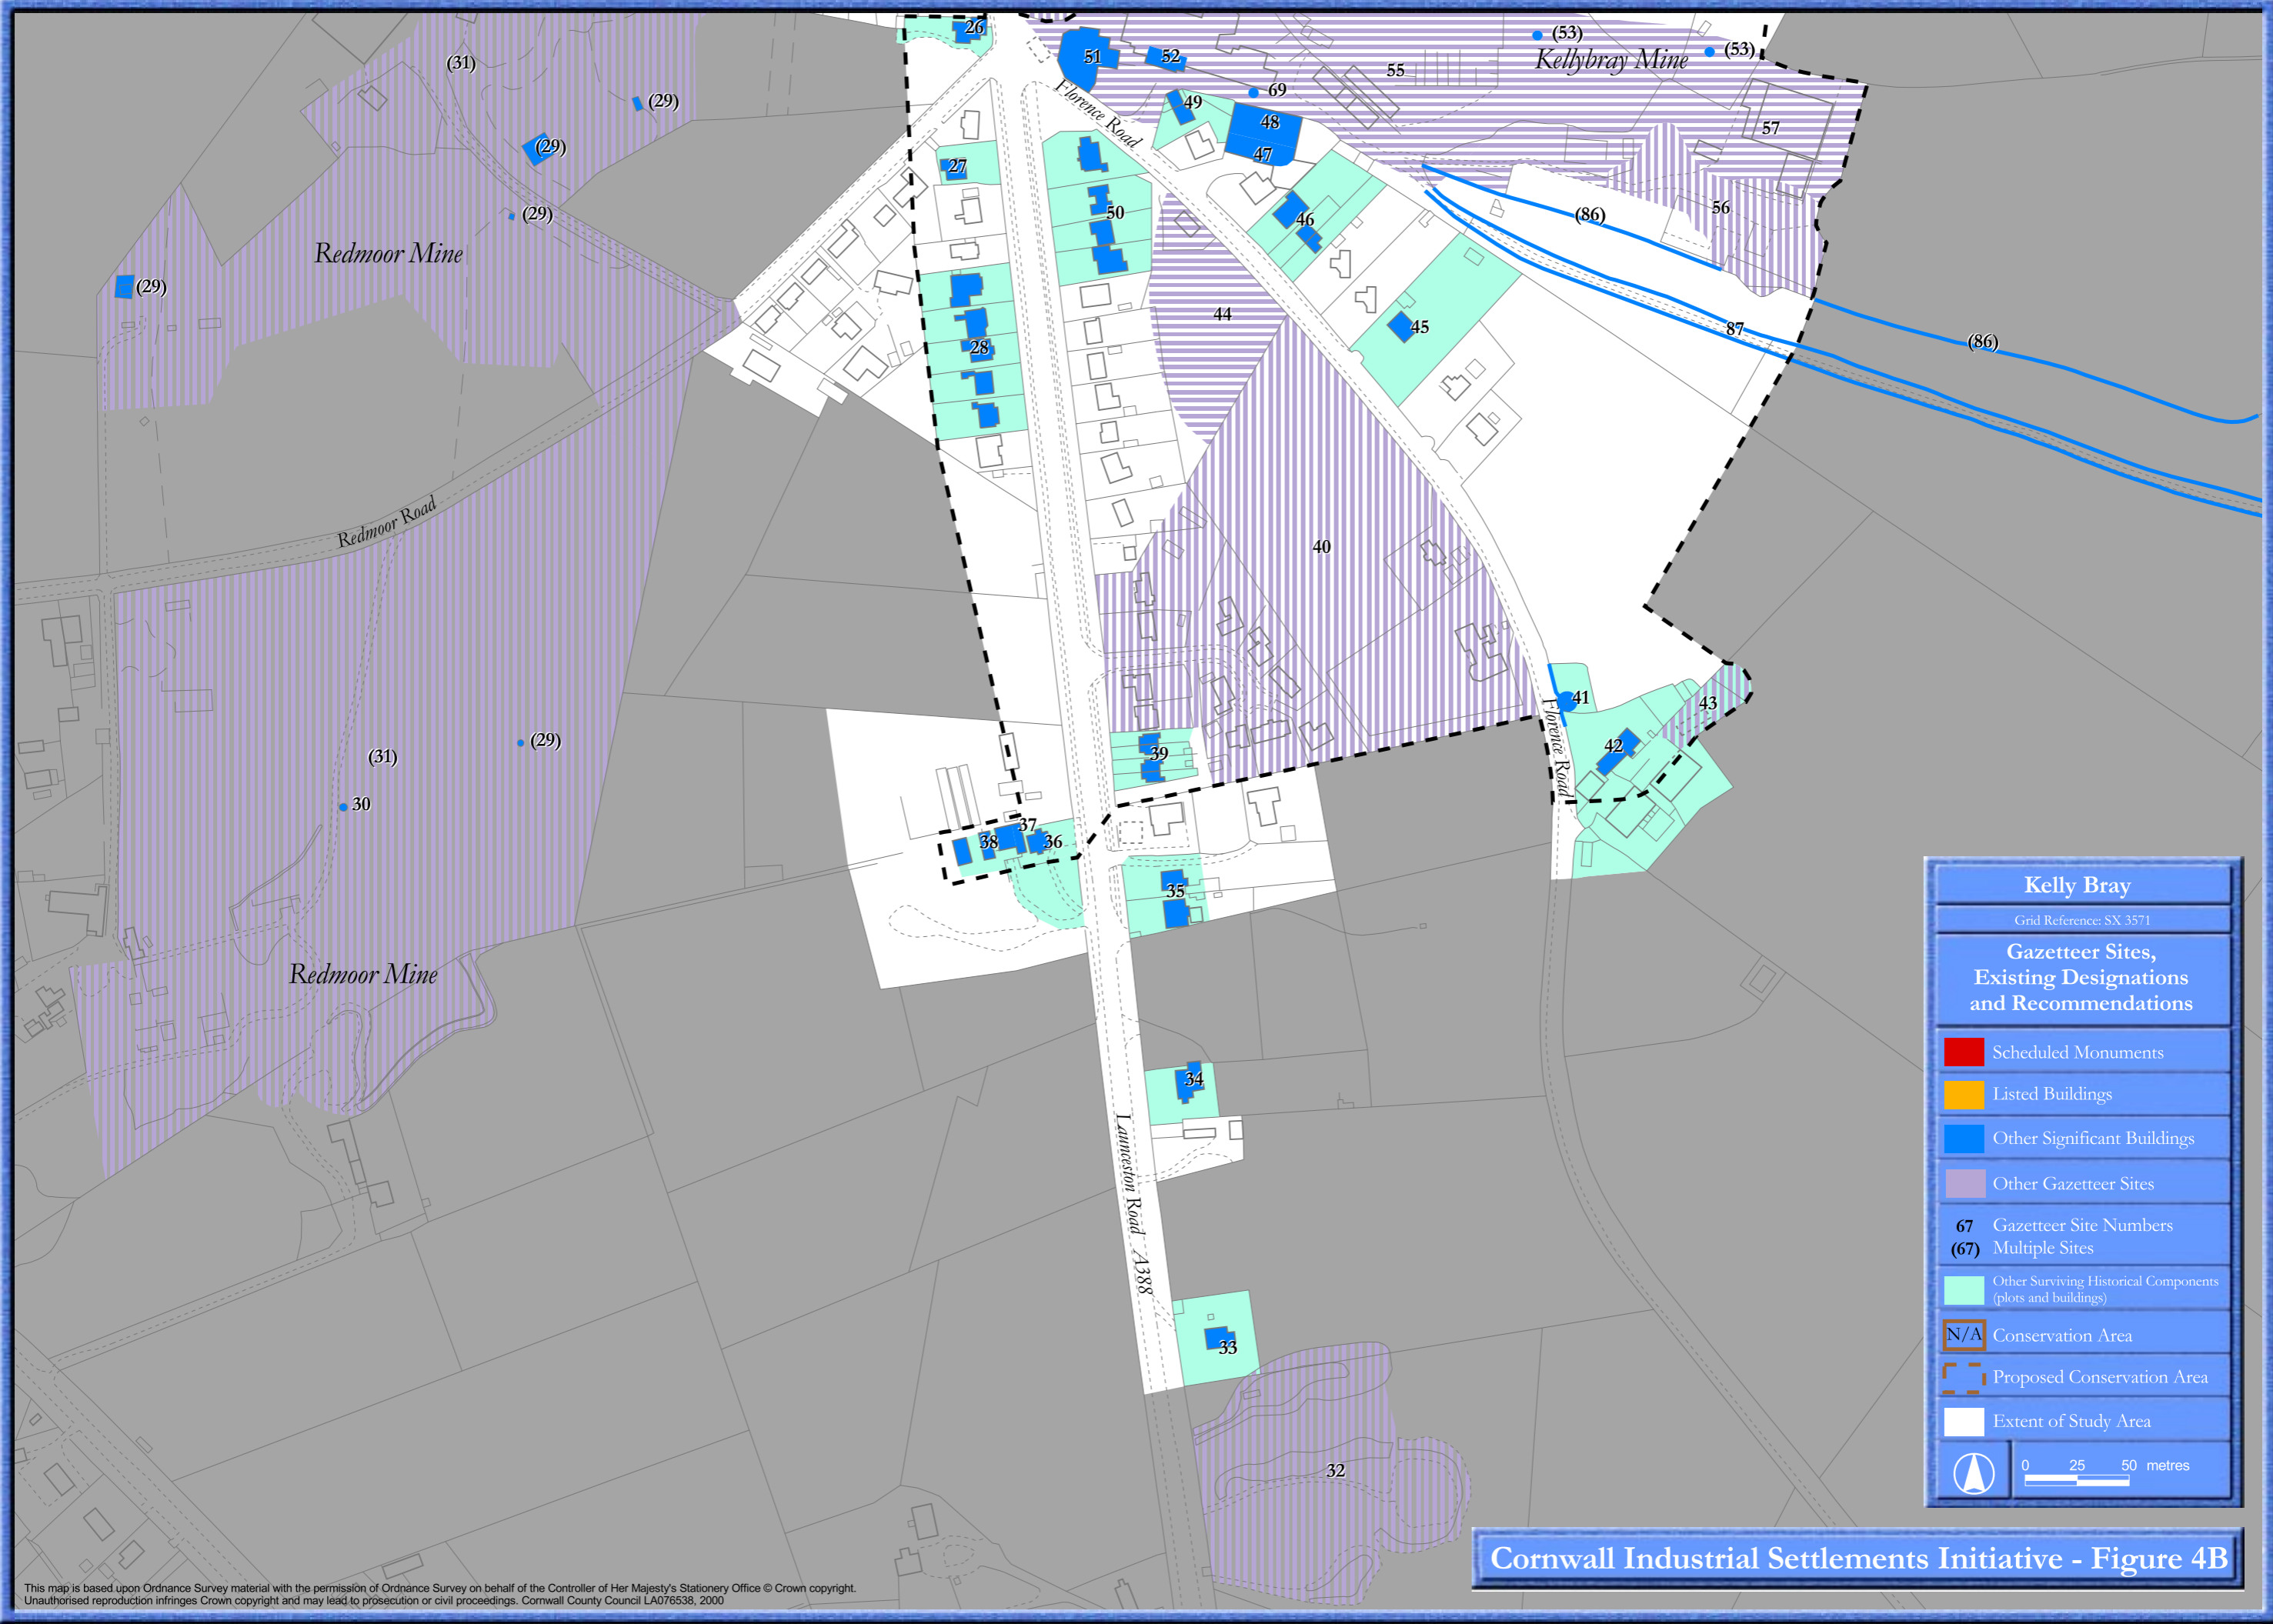 26
51
52
(53)
(53)
Kellybray Mine
(31)
55
69
(29)
49
Florence Road
48
57
(29)
47
27
(29)
50
46
(86)
56
Redmoor Mine
(29)
44
45
87
(86)
28
Redmoor Road
40
41
43
Florence Road
42
(29)
39
(31)
30
37
38
36
35
Redmoor Mine
34
Launceston Road A388
33
32
Kelly Bray
Grid Reference: SX 3571
Gazetteer Sites,
Existing Designations
and Recommendations
Scheduled Monuments
Listed Buildings
Other Significant Buildings
Other Gazetteer Sites
67 Gazetteer Site Numbers
(67) Multiple Sites
Other Surviving Historical Components
(plots and buildings)
N/A Conservation Area
Proposed Conservation Area
Extent of Study Area
0 25 50 metres
Cornwall Industrial Settlements Initiative - Figure 4B
This map is based upon Ordnance Survey material with the permission of Ordnance Survey on behalf of the Controller of Her Majesty's Stationery Office © Crown copyright.
Unauthorised reproduction infringes Crown copyright and may lead to prosecution or civil proceedings. Cornwall County Council LA076538, 2000